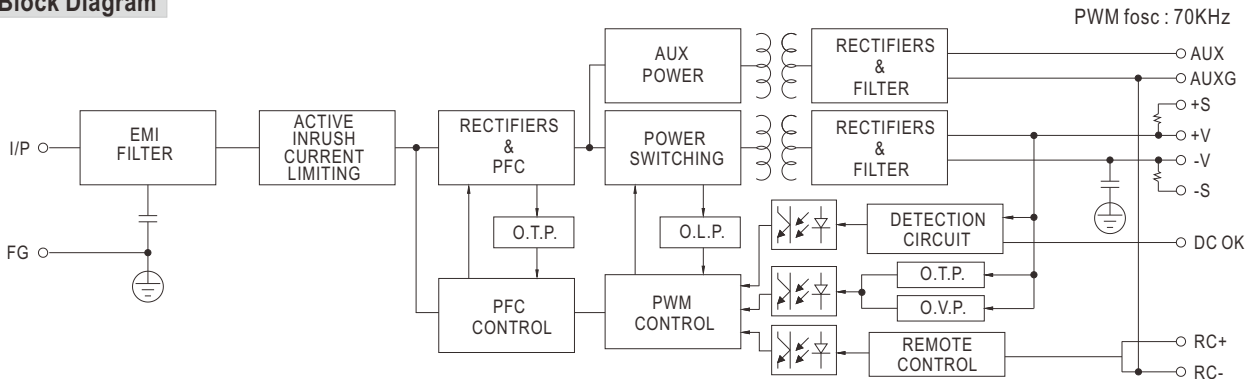 Block Diagram
PWM fosc : 70KHz
AUX
POWER
RECTIFIERS
&
FILTER
AUX
AUXG
+S
I/P
EMI
FILTER
ACTIVE
INRUSH
CURRENT
LIMITING
RECTIFIERS
&
PFC
POWER
SWITCHING
RECTIFIERS
&
FILTER
+V
-V
-S
FG
O.T.P.
O.L.P.
DETECTION
CIRCUIT
DC OK
PFC
CONTROL
PWM
CONTROL
O.T.P.
O.V.P.
REMOTE
CONTROL
RC+
RC-